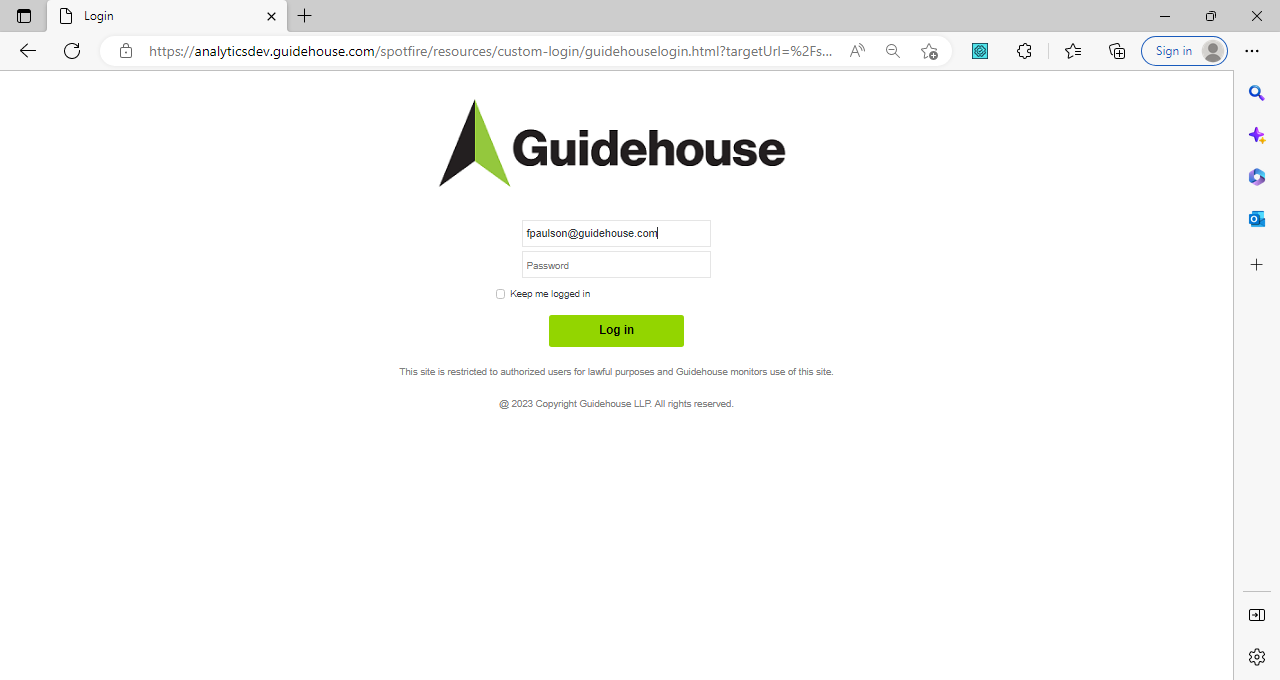 Login
https://analyticsdev.guidehouse.com/spotfire/resources/custom-login/guidehouselogin.html?targetUrl=%2Fs...
Sign in
Guidehouse
fpaulson@guidehouse.com
Password
Keep me logged in
Log in
This site is restricted to authorized users for lawful purposes and Guidehouse monitors use of this site.
@ 2023 Copyright Guidehouse LLP. All rights reserved.